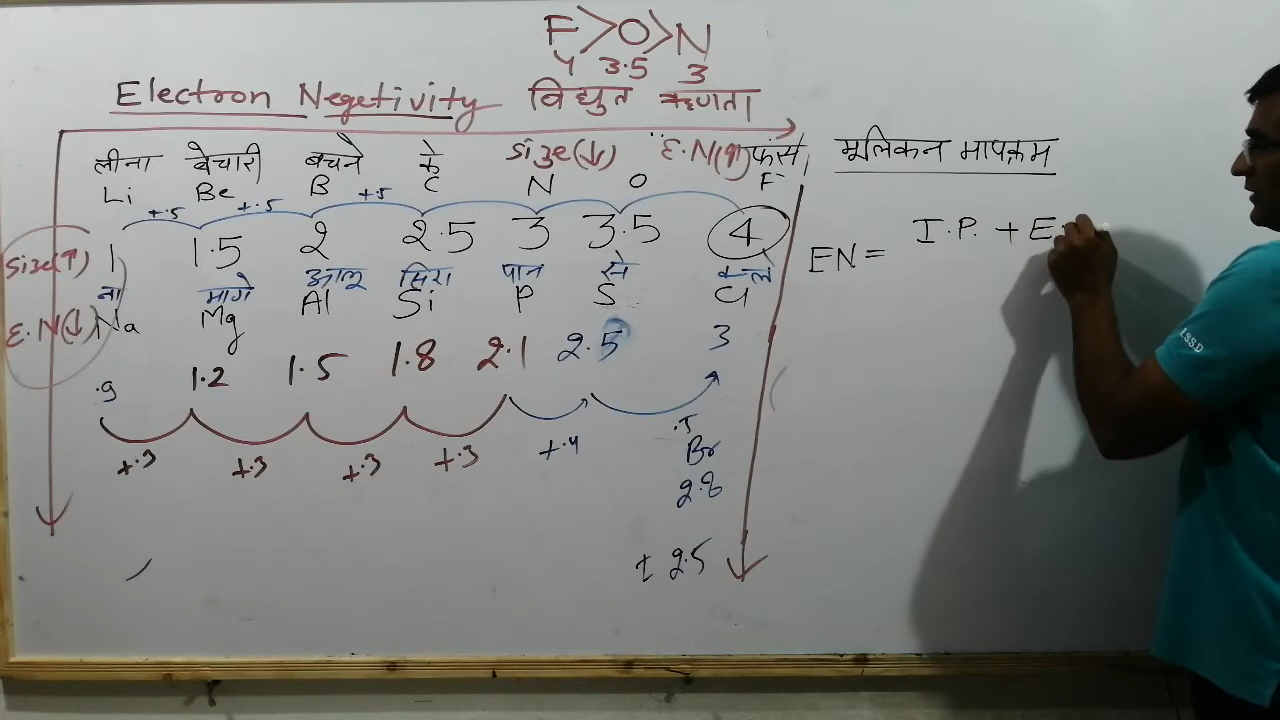 F > O > N
4 3.5 3
Electron Negetivity विद्युत ऋणता
लीना बेचारी बचने के Size(↓) E.N(↑) फंसे
Li Be B C N O F
+.5 +.5 +.5
1 1.5 2 2.5 3 3.5 4
Size(↑)
E.N(↓)
ना मागे आलू सिरा पान से कले
Na Mg Al Si P S Cl
.9 1.2 1.5 1.8 2.1 2.5 3
+.3 +.3 +.3 +.3 +.4
Br
2.8
I 2.5
मूलिकन मापक्रम
EN = I.P. + E.
I.S.S.D